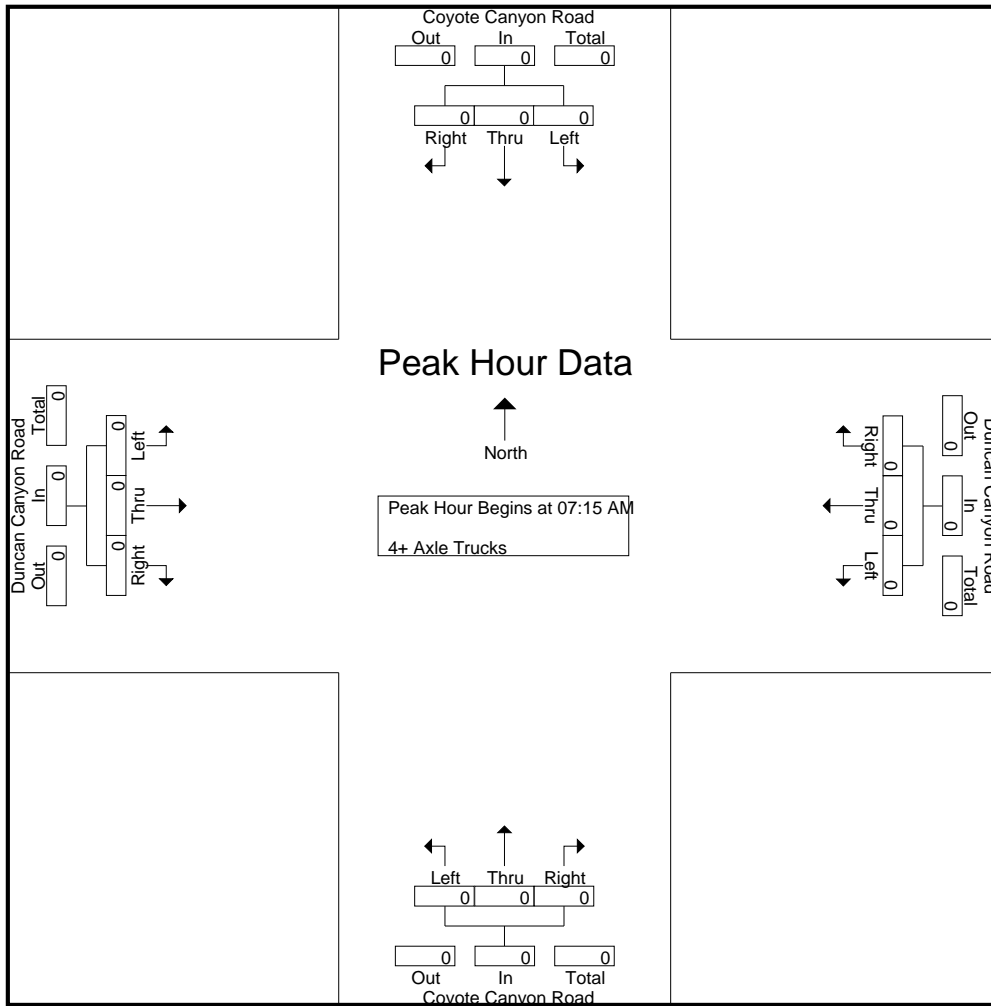 Coyote Canyon Road
Out In Total
0 0 0
0 0 0
Right Thru Left
Peak Hour Data
North
Peak Hour Begins at 07:15 AM
4+ Axle Trucks
Duncan Canyon Road
Total In Out
0 0 0
0 0 0
Left Thru Right
Duncan Canyon Road
Out In Total
0 0 0
0 0 0
Right Thru Left
Left Thru Right
0 0 0
0 0 0
Out In Total
Coyote Canyon Road